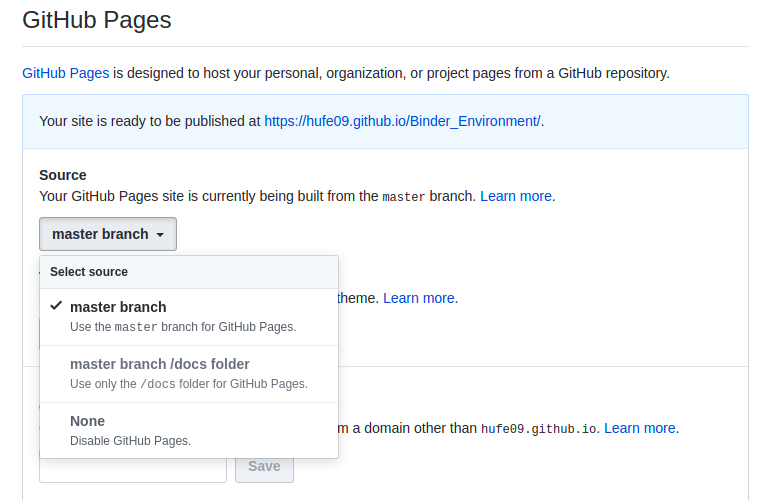 GitHub Pages
GitHub Pages is designed to host your personal, organization, or project pages from a GitHub repository.
Your site is ready to be published at https://hufe09.github.io/Binder_Environment/.
Source
Your GitHub Pages site is currently being built from the master branch. Learn more.
master branch
Select source
theme. Learn more.
master branch
Use the master branch for GitHub Pages.
master branch /docs folder
Use only the /docs folder for GitHub Pages.
None
m a domain other than hufe09.github.io. Learn more.
Disable GitHub Pages.
Save